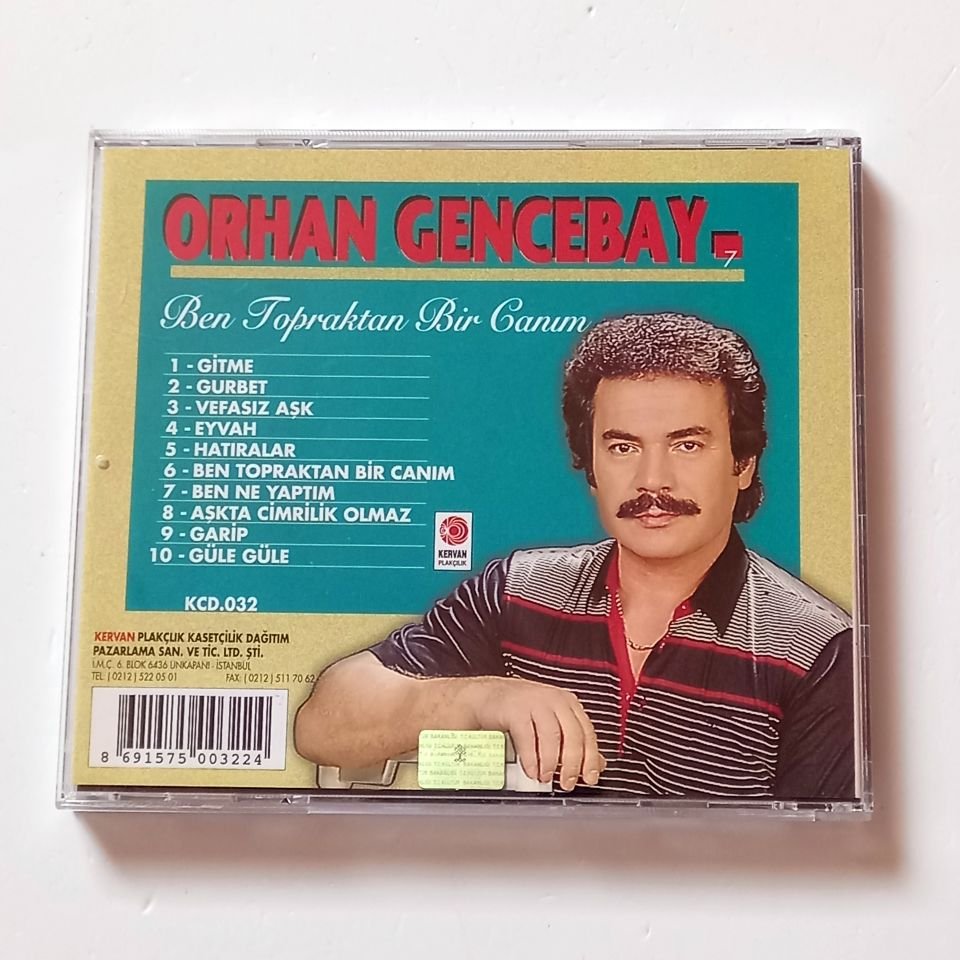 ORHAN GENCEBAY
7
Ben Topraktan Bir Canım
1 - GİTME
2 - GURBET
3 - VEFASIZ AŞK
4 - EYVAH
5 - HATIRALAR
6 - BEN TOPRAKTAN BİR CANIM
7 - BEN NE YAPTIM
8 - AŞKTA CİMRİLİK OLMAZ
9 - GARİP
10 - GÜLE GÜLE
KERVAN
PLAKÇILIK
KCD.032
KERVAN PLAKÇLIK KASETÇİLİK DAĞITIM
PAZARLAMA SAN. VE TİC. LTD. ŞTİ.
I.M.Ç. 6. BLOK 6436 UNKAPANI - İSTANBUL
TEL: ( 0212 ) 522 05 01 FAX: ( 0212 ) 511 70 62
8 691575 003224